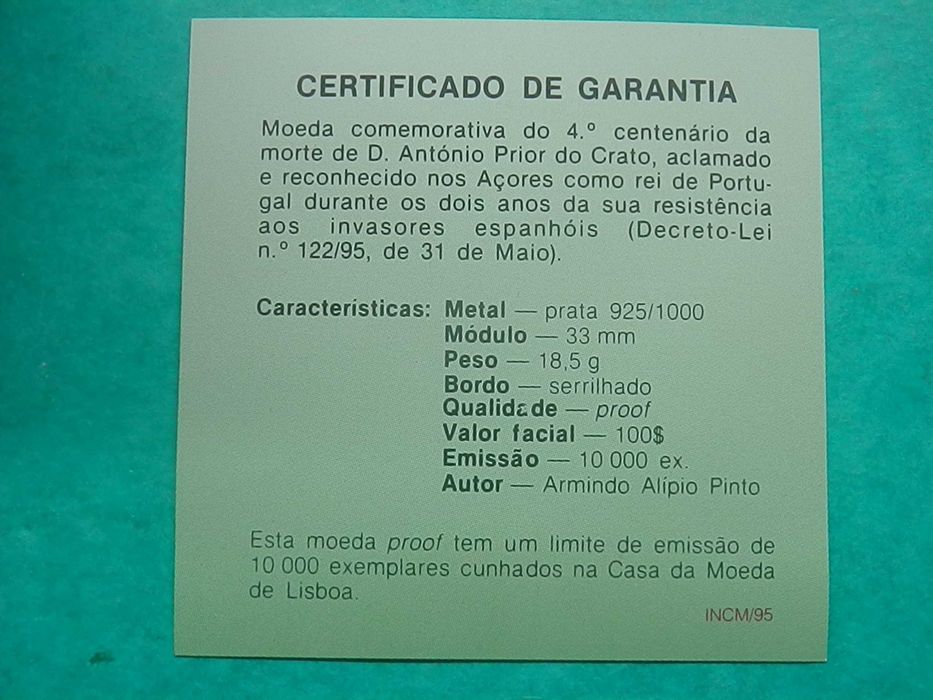 CERTIFICADO DE GARANTIA
Moeda comemorativa do 4.º centenário da
morte de D. António Prior do Crato, aclamado
e reconhecido nos Açores como rei de Portu-
gal durante os dois anos da sua resistência
aos invasores espanhóis (Decreto-Lei
n.º 122/95, de 31 de Maio).
Características: Metal — prata 925/1000
Módulo — 33 mm
Peso — 18,5 g
Bordo — serrilhado
Qualidade — proof
Valor facial — 100$
Emissão — 10 000 ex.
Autor — Armindo Alípio Pinto
Esta moeda proof tem um limite de emissão de
10 000 exemplares cunhados na Casa da Moeda
de Lisboa.
INCM/95